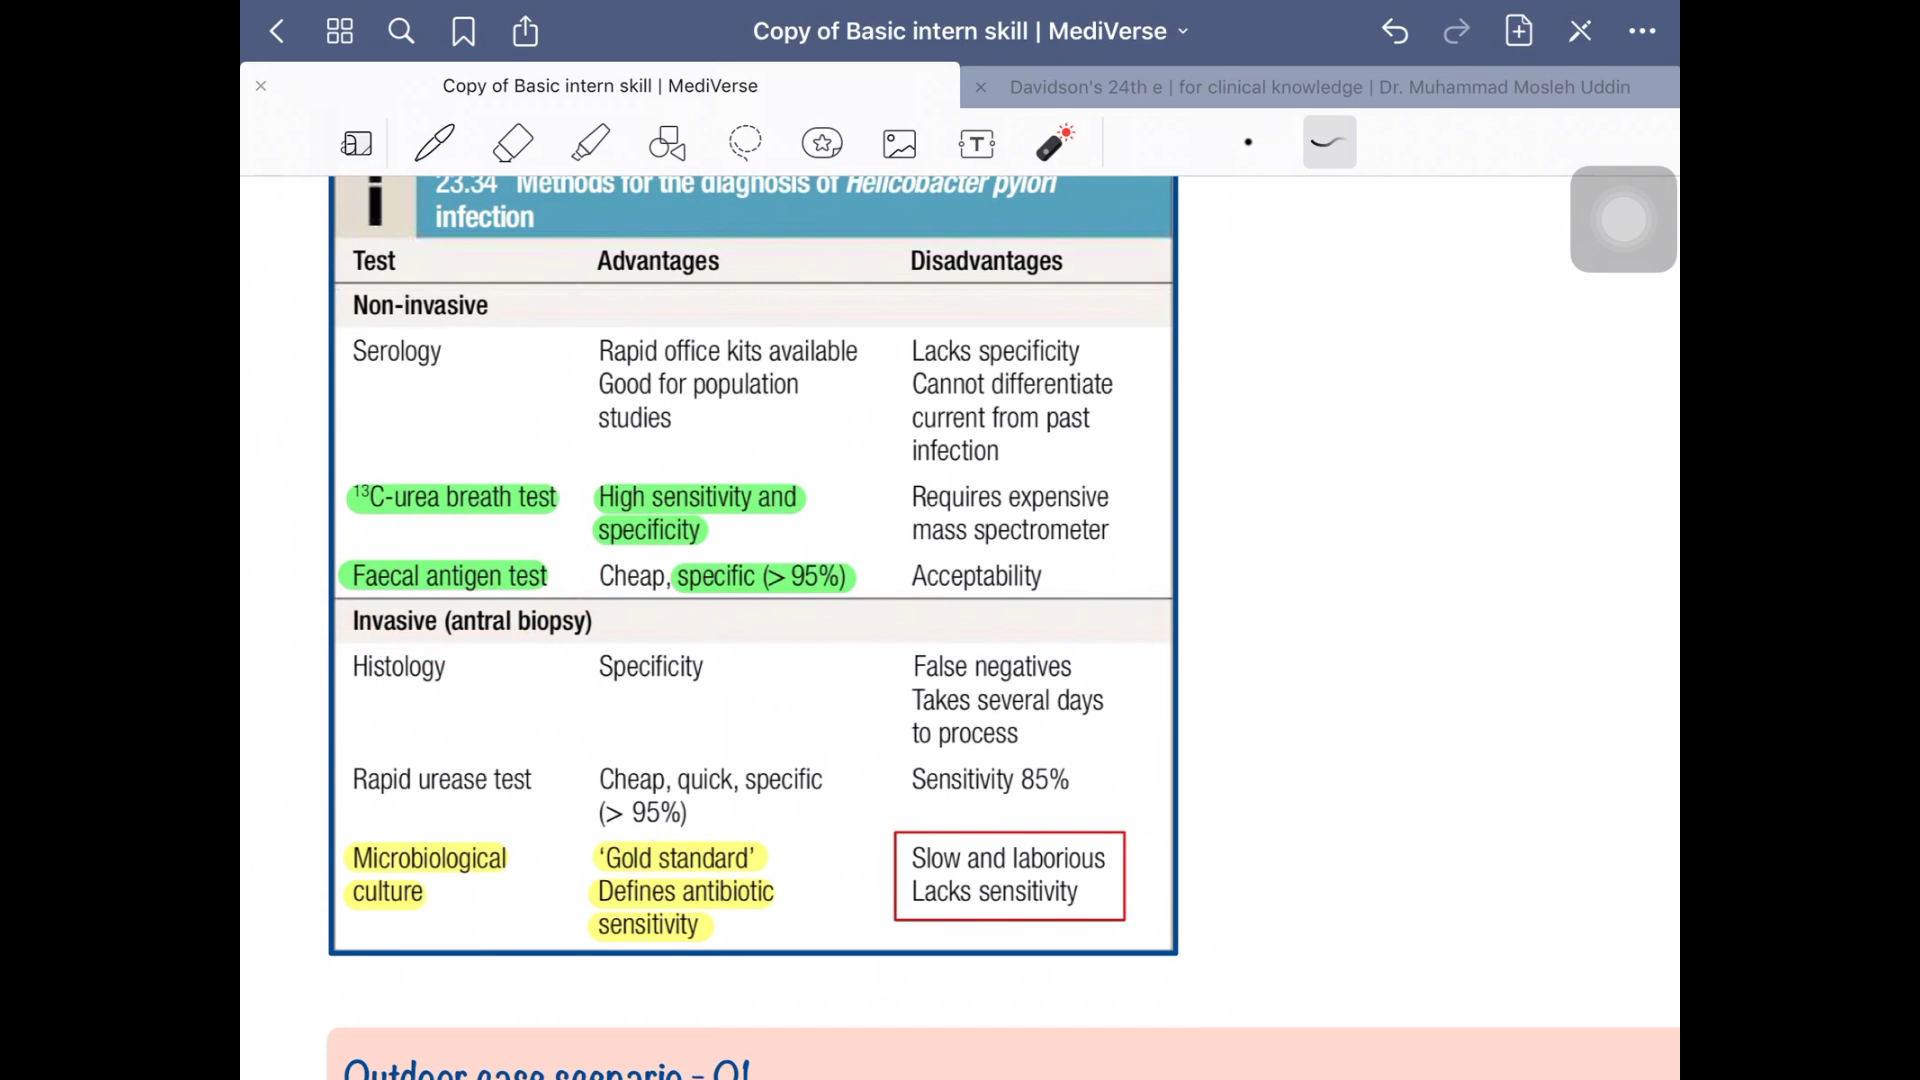 Copy of Basic intern skill | MediVerse
Copy of Basic intern skill | MediVerse
Davidson's 24th e | for clinical knowledge | Dr. Muhammad Mosleh Uddin
23.34 Methods for the diagnosis of Helicobacter pylori
infection
Test Advantages Disadvantages
Non-invasive
Serology Rapid office kits available Lacks specificity
Good for population Cannot differentiate
studies current from past
infection
¹³C-urea breath test High sensitivity and Requires expensive
specificity mass spectrometer
Faecal antigen test Cheap, specific (> 95%) Acceptability
Invasive (antral biopsy)
Histology Specificity False negatives
Takes several days
to process
Rapid urease test Cheap, quick, specific Sensitivity 85%
(> 95%)
Microbiological 'Gold standard' Slow and laborious
culture Defines antibiotic Lacks sensitivity
sensitivity
Outdoor case scenario - 01